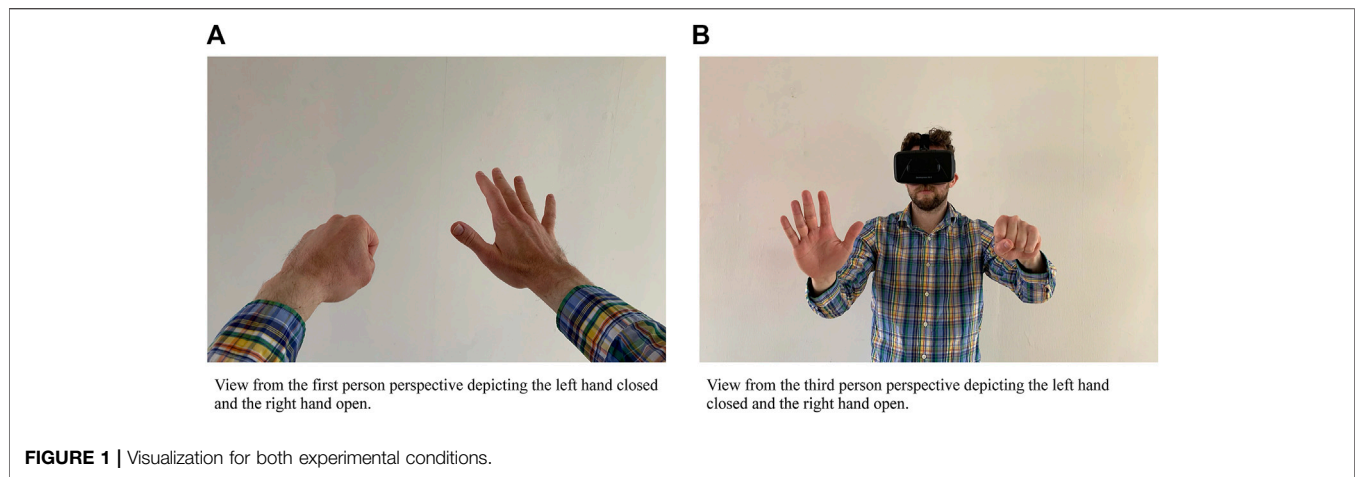 A
B
View from the first person perspective depicting the left hand closed
and the right hand open.
View from the third person perspective depicting the left hand
closed and the right hand open.
FIGURE 1 | Visualization for both experimental conditions.